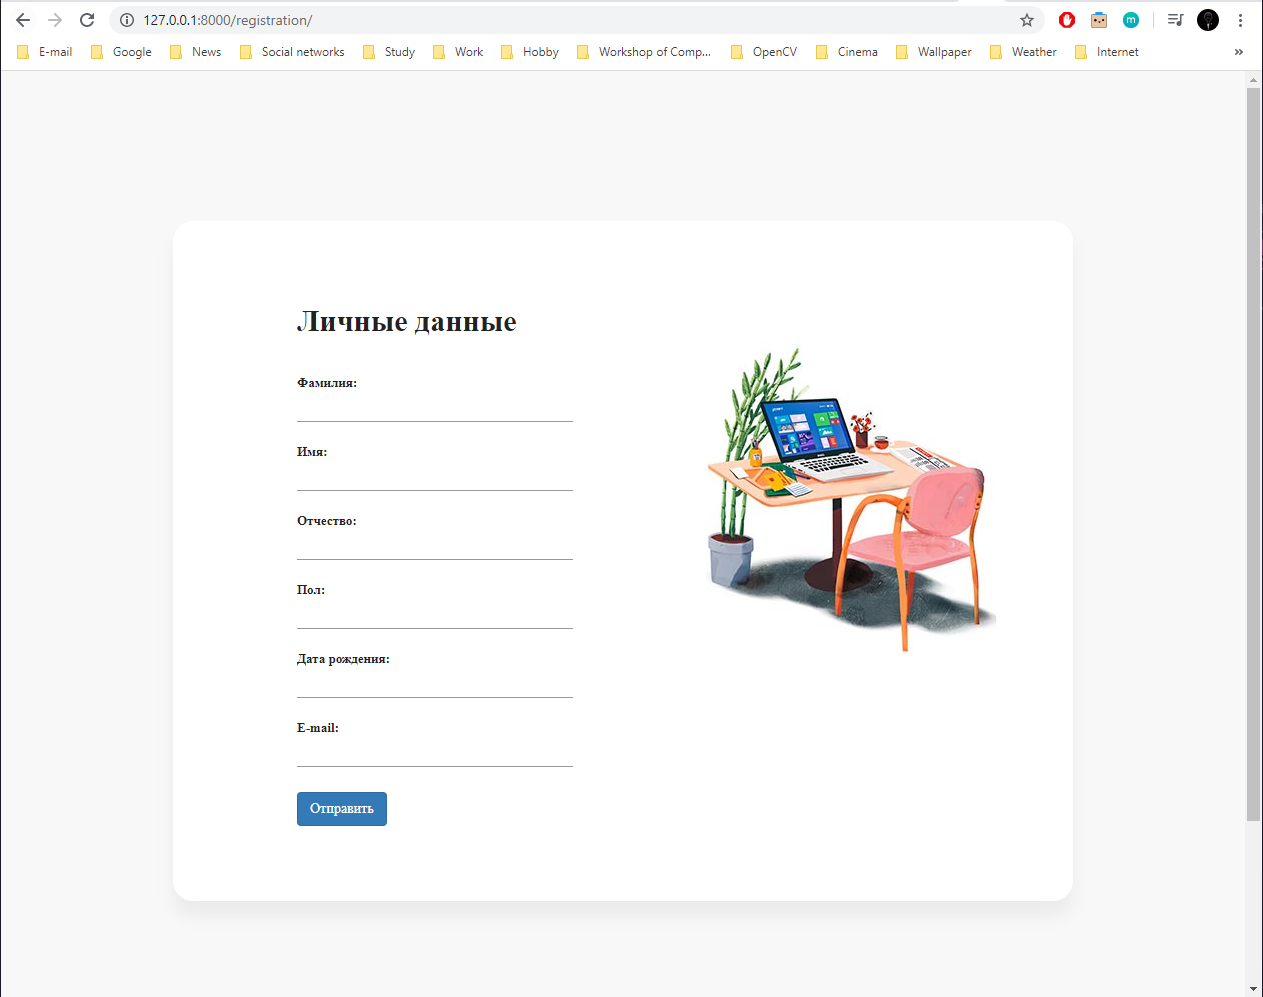 127.0.0.1:8000/registration/
m
E-mail Google News Social networks Study Work Hobby Workshop of Comp... OpenCV Cinema Wallpaper Weather Internet »
Личные данные
Фамилия:
Имя:
Отчество:
Пол:
Дата рождения:
E-mail:
Отправить